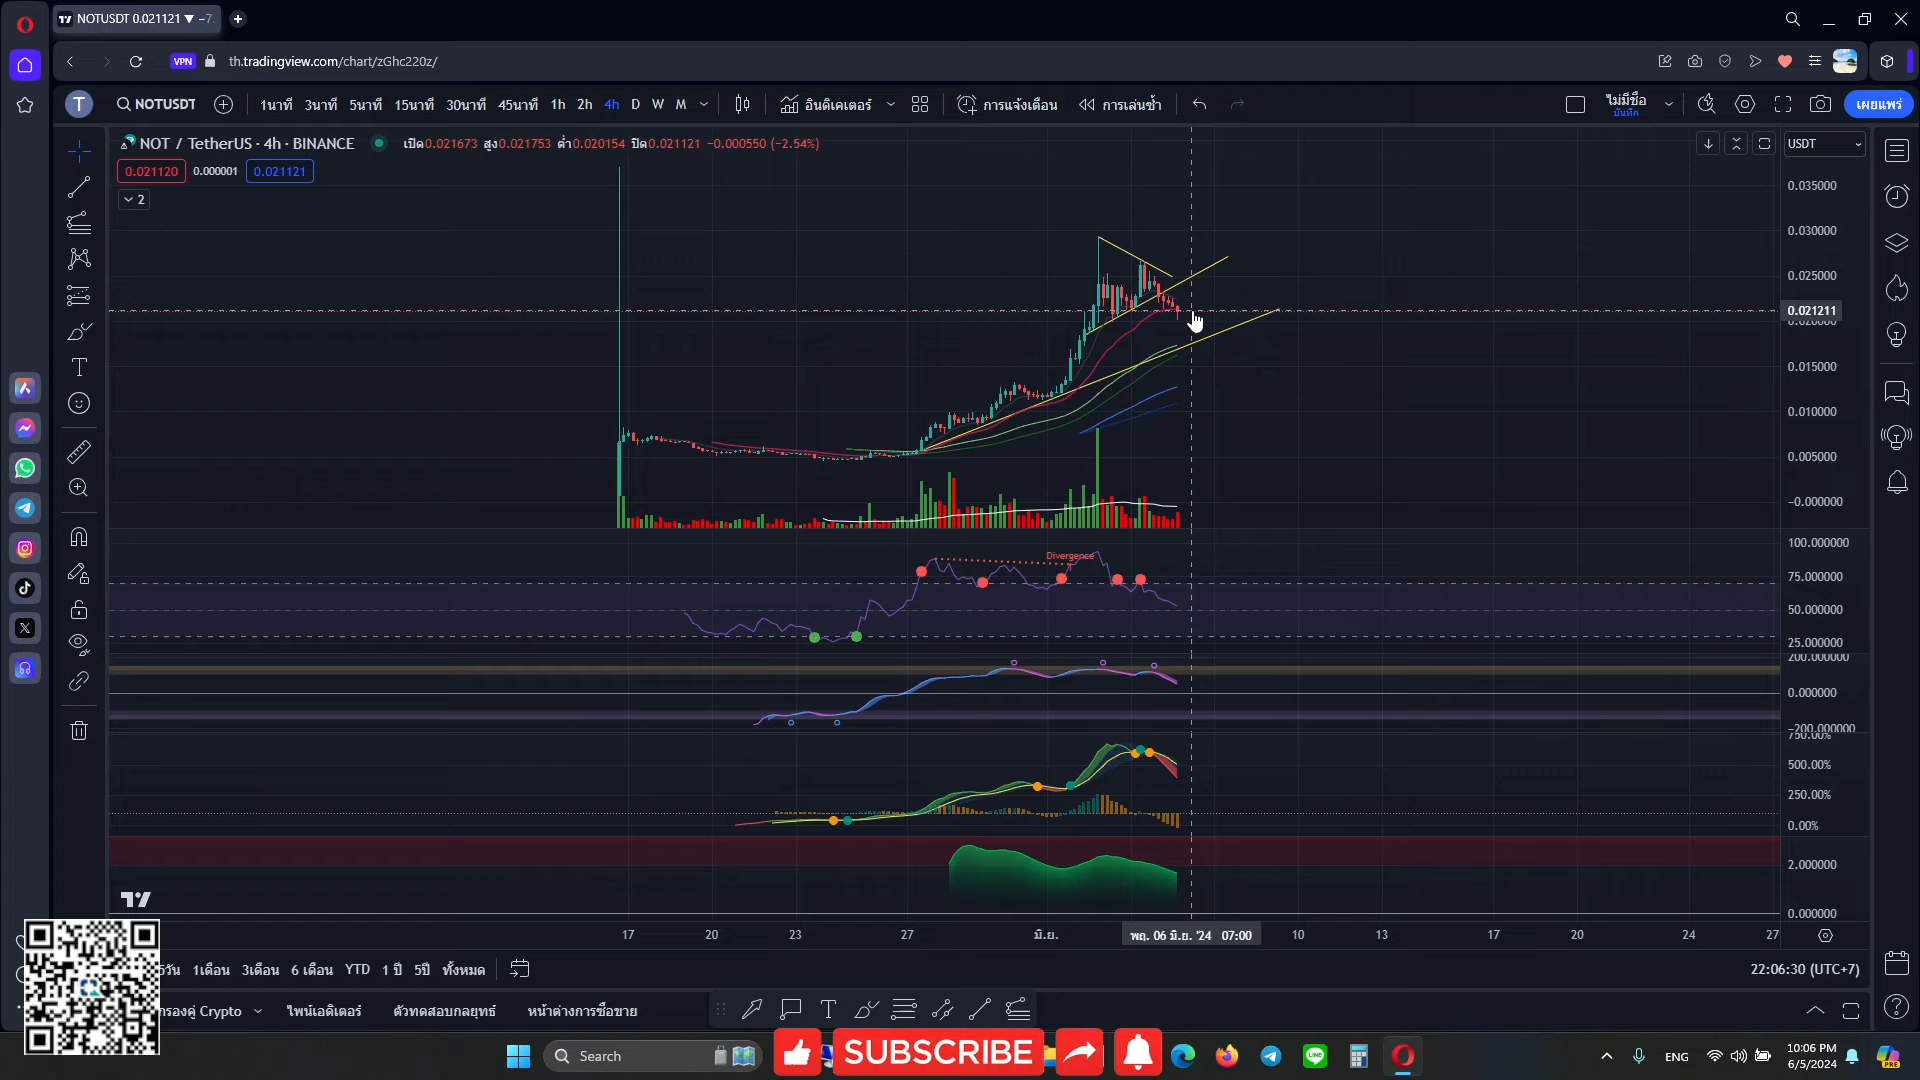 NOTUSDT 0.021121 ▼ −7.
VPN
th.tradingview.com/chart/zGhc220z/
T
NOTUSDT
1นาที 3นาที 5นาที 15นาที 30นาที 45นาที 1h 2h 4h D W M
อินดิเคเตอร์
การแจ้งเตือน
การเล่นซ้ำ
ไม่มีชื่อ
บันทึก
เผยแพร่
NOT / TetherUS · 4h · BINANCE
เปิด0.021673 สูง0.021753 ต่ำ0.020154 ปิด0.021121 −0.000550 (−2.54%)
USDT
0.021120 0.000001 0.021121
2
0.035000
0.030000
0.025000
0.021211
0.020000
0.015000
0.010000
0.005000
−0.000000
Divergence
100.000000
75.000000
50.000000
25.000000
200.000000
0.000000
−200.000000
750.00%
500.00%
250.00%
0.00%
2.000000
0.000000
17 20 23 27 มิ.ย. พฤ. 06 มิ.ย. '24 07:00 10 13 17 20 24 27
5วัน 1เดือน 3เดือน 6 เดือน YTD 1 ปี 5ปี ทั้งหมด
22:06:30 (UTC+7)
กรองคู่ Crypto ไพน์เอดิเตอร์ ตัวทดสอบกลยุทธ์ หน้าต่างการซื้อขาย
Search
SUBSCRIBE
ENG
10:06 PM
6/5/2024
PRE